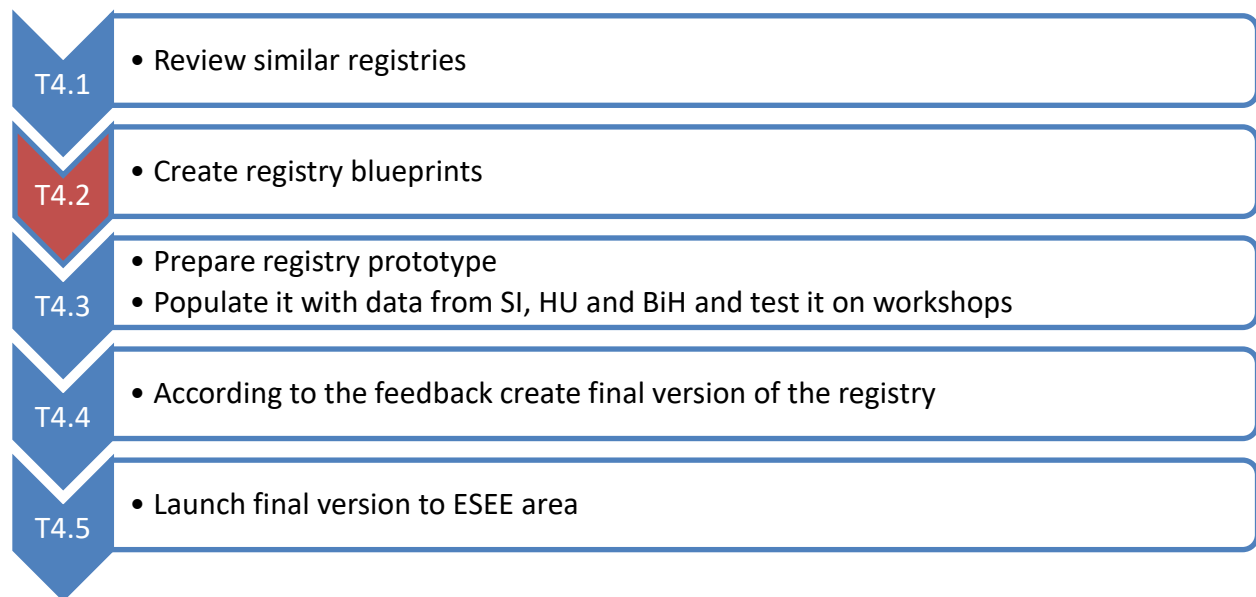 T4.1
• Review similar registries
T4.2
• Create registry blueprints
T4.3
• Prepare registry prototype
• Populate it with data from SI, HU and BiH and test it on workshops
T4.4
• According to the feedback create final version of the registry
T4.5
• Launch final version to ESEE area